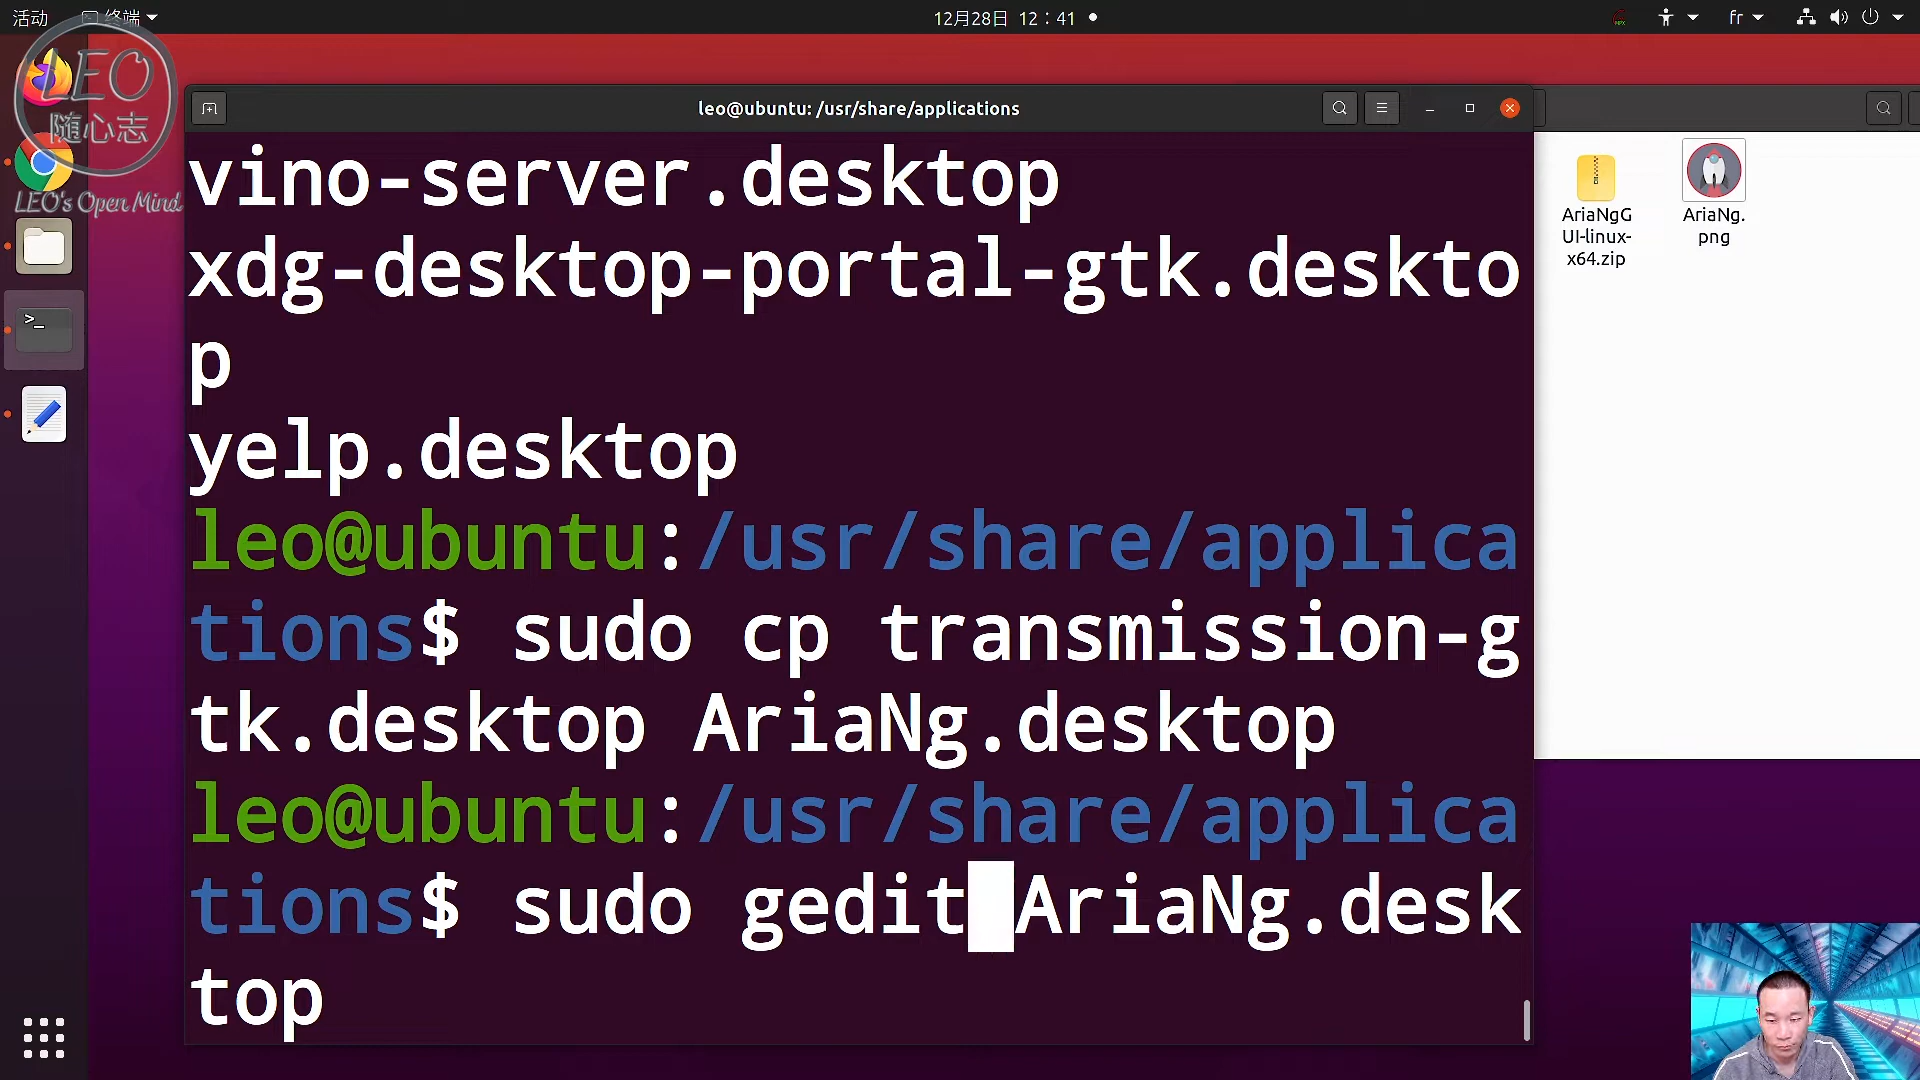 活动
终端
12月28日 12：41
fr
LEO
随心志
LEO's Open Mind
leo@ubuntu: /usr/share/applications
vino-server.desktop
xdg-desktop-portal-gtk.deskto
p
yelp.desktop
leo@ubuntu:/usr/share/applica
tions$ sudo cp transmission-g
tk.desktop AriaNg.desktop
leo@ubuntu:/usr/share/applica
tions$ sudo gedit AriaNg.desk
top
AriaNgG
UI-linux-
x64.zip
AriaNg.
png